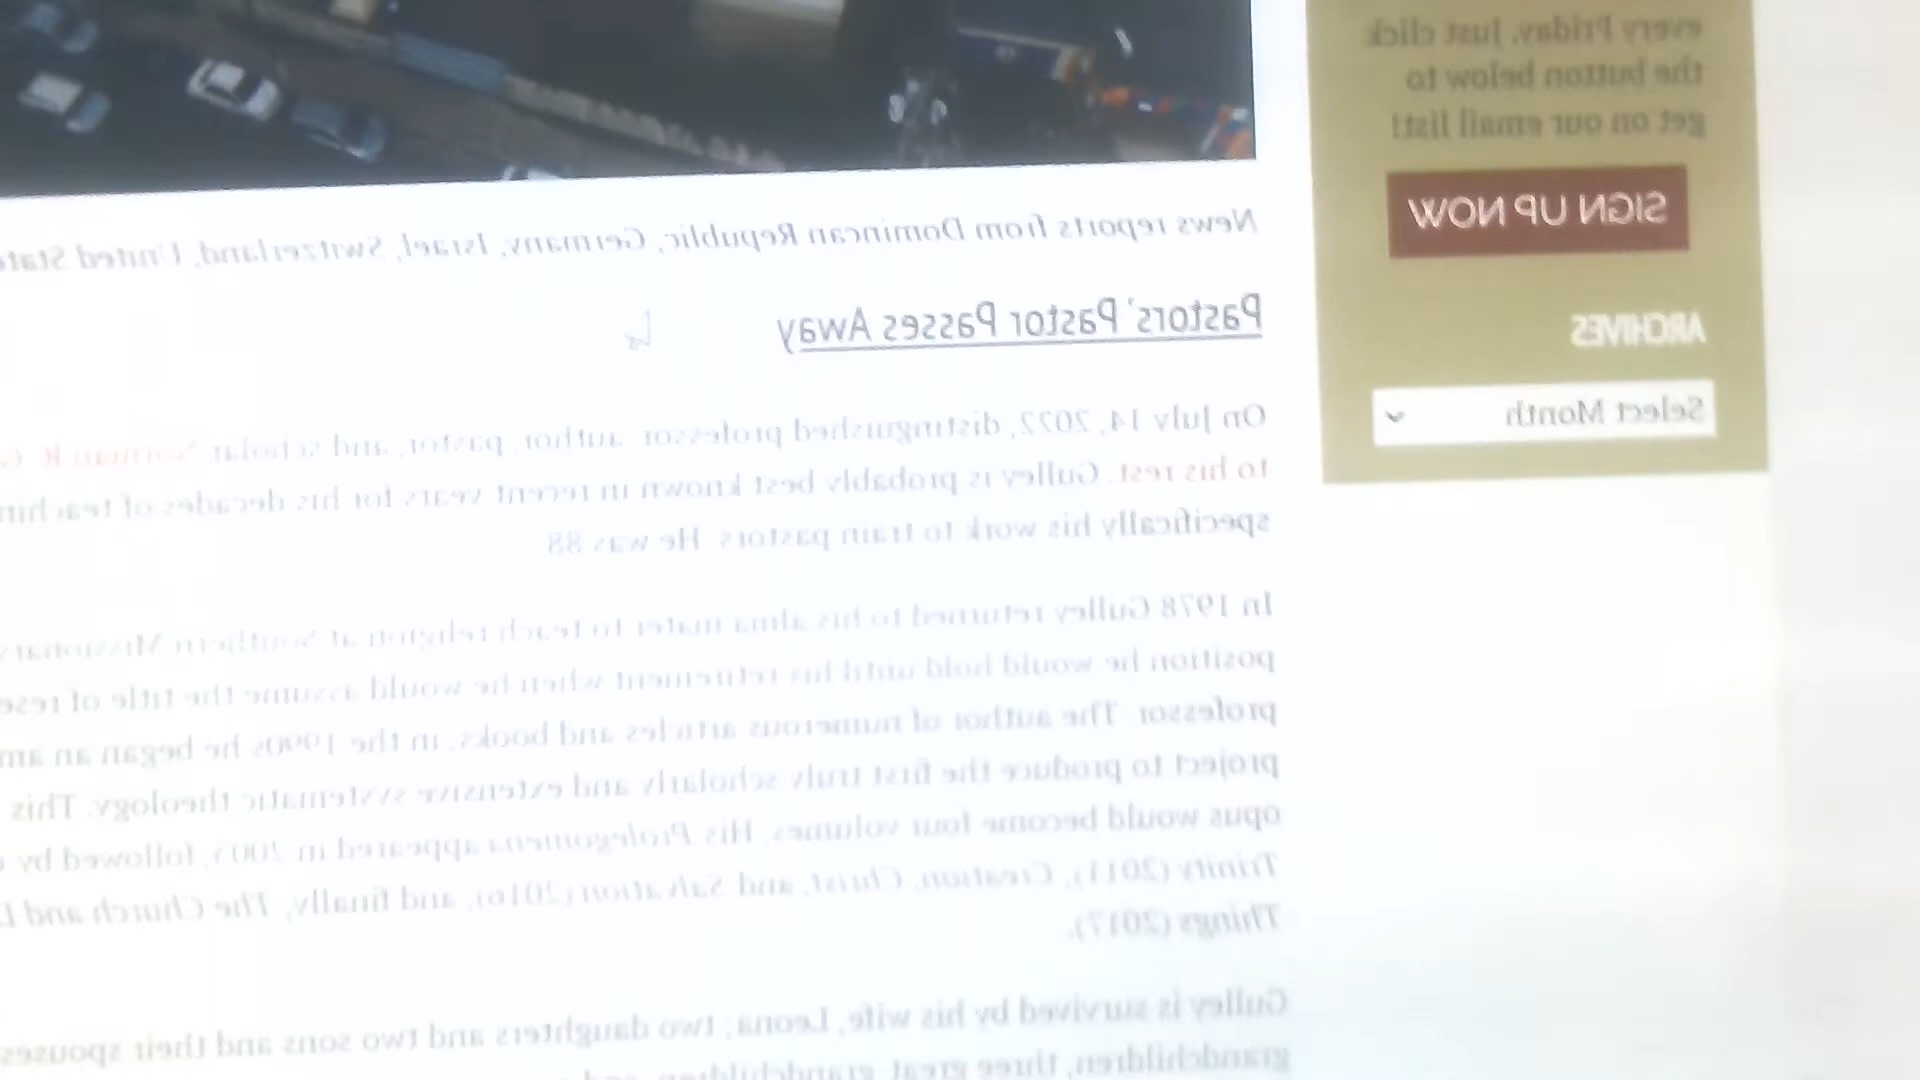 every Friday. Just click
the button below to
get on our email list!
SIGN UP NOW
ARCHIVES
Select Month
News reports from Dominican Republic, Germany, Israel, Switzerland, United State
Pastors' Pastor Passes Away
On July 14, 2022, distinguished professor, author, pastor, and scholar Norman R. G
to his rest. Gulley is probably best known in recent years for his decades of teachin
specifically his work to train pastors. He was 88.
In 1978 Gulley returned to his alma mater to teach religion at Southern Missionary
position he would hold until his retirement when he would assume the title of rese
professor. The author of numerous articles and books, in the 1990s he began an am
project to produce the first truly scholarly and extensive systematic theology. This
opus would become four volumes. His Prolegomena appeared in 2003, followed by
Trinity (2011), Creation, Christ, and Salvation (2016), and finally, The Church and L
Things (2017).
Gulley is survived by his wife, Leona; two daughters and two sons and their spouses
grandchildren, three great grandchildren, and